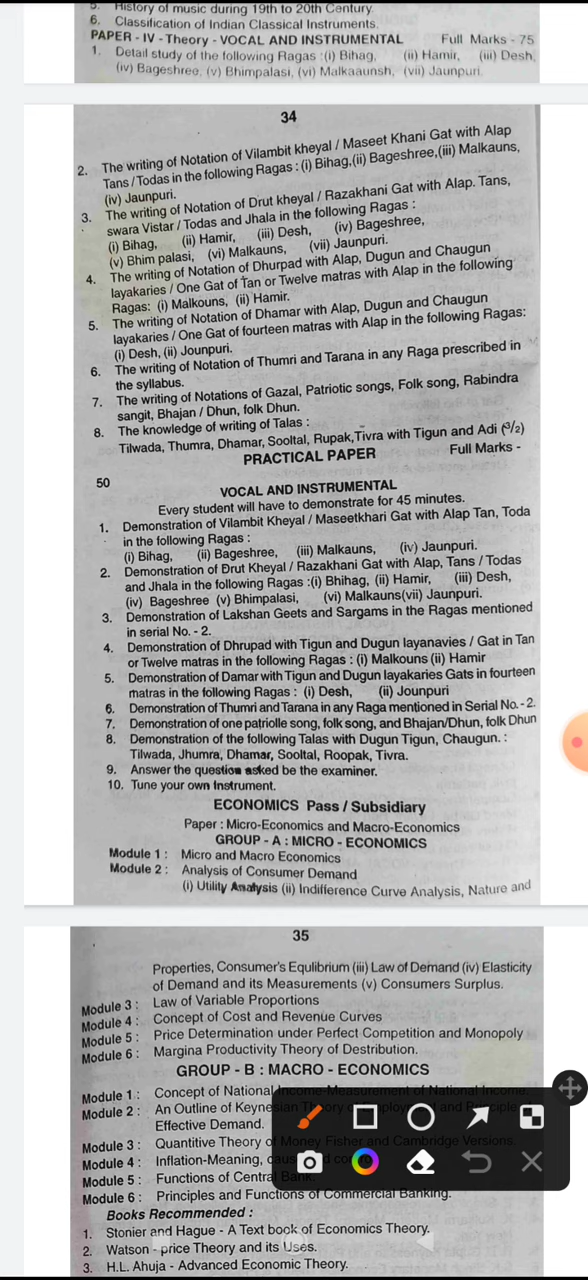 5. History of music during 19th to 20th Century.
6. Classification of Indian Classical Instruments.
PAPER - IV - Theory - VOCAL AND INSTRUMENTAL Full Marks - 75
1. Detail study of the following Ragas :(i) Bihag, (ii) Hamir, (iii) Desh,
(iv) Bageshree, (v) Bhimpalasi, (vi) Malkaaunsh, (vii) Jaunpuri.
34
2. The writing of Notation of Vilambit kheyal / Maseet Khani Gat with Alap
Tans / Todas in the following Ragas : (i) Bihag,(ii) Bageshree,(iii) Malkauns,
(iv) Jaunpuri.
3. The writing of Notation of Drut kheyal / Razakhani Gat with Alap. Tans,
swara Vistar / Todas and Jhala in the following Ragas :
(i) Bihag, (ii) Hamir, (iii) Desh, (iv) Bageshree,
(v) Bhim palasi, (vi) Malkauns, (vii) Jaunpuri.
4. The writing of Notation of Dhurpad with Alap, Dugun and Chaugun
layakaries / One Gat of Tan or Twelve matras with Alap in the following
Ragas: (i) Malkouns, (ii) Hamir.
5. The writing of Notation of Dhamar with Alap, Dugun and Chaugun
layakaries / One Gat of fourteen matras with Alap in the following Ragas:
(i) Desh, (ii) Jounpuri.
6. The writing of Notation of Thumri and Tarana in any Raga prescribed in
the syllabus.
7. The writing of Notations of Gazal, Patriotic songs, Folk song, Rabindra
sangit, Bhajan / Dhun, folk Dhun.
8. The knowledge of writing of Talas :
Tilwada, Thumra, Dhamar, Sooltal, Rupak,Tivra with Tigun and Adi (3/2)
PRACTICAL PAPER Full Marks -
50
VOCAL AND INSTRUMENTAL
Every student will have to demonstrate for 45 minutes.
1. Demonstration of Vilambit Kheyal / Maseetkhari Gat with Alap Tan, Toda
in the following Ragas :
(i) Bihag, (ii) Bageshree, (iii) Malkauns, (iv) Jaunpuri.
2. Demonstration of Drut Kheyal / Razakhani Gat with Alap, Tans / Todas
and Jhala in the following Ragas :(i) Bhihag, (ii) Hamir, (iii) Desh,
(iv) Bageshree (v) Bhimpalasi, (vi) Malkauns(vii) Jaunpuri.
3. Demonstration of Lakshan Geets and Sargams in the Ragas mentioned
in serial No. - 2.
4. Demonstration of Dhrupad with Tigun and Dugun layanavies / Gat in Tan
or Twelve matras in the following Ragas : (i) Malkouns (ii) Hamir
5. Demonstration of Damar with Tigun and Dugun layakaries Gats in fourteen
matras in the following Ragas : (i) Desh, (ii) Jounpuri
6. Demonstration of Thumri and Tarana in any Raga mentioned in Serial No. - 2.
7. Demonstration of one patriolle song, folk song, and Bhajan/Dhun, folk Dhun
8. Demonstration of the following Talas with Dugun Tigun, Chaugun. :
Tilwada, Jhumra, Dhamar, Sooltal, Roopak, Tivra.
9. Answer the question asked be the examiner.
10. Tune your own Instrument.
ECONOMICS Pass / Subsidiary
Paper : Micro-Economics and Macro-Economics
GROUP - A : MICRO - ECONOMICS
Module 1 : Micro and Macro Economics
Module 2 : Analysis of Consumer Demand
(i) Utility Analysis (ii) Indifference Curve Analysis, Nature and
35
Properties, Consumer's Equlibrium (iii) Law of Demand (iv) Elasticity
of Demand and its Measurements (v) Consumers Surplus.
Module 3 : Law of Variable Proportions
Module 4 : Concept of Cost and Revenue Curves
Module 5 : Price Determination under Perfect Competition and Monopoly
Module 6 : Margina Productivity Theory of Destribution.
GROUP - B : MACRO - ECONOMICS
Module 1 : Concept of National Income-Measurement of National Income.
Module 2 : An Outline of Keynesian Theory of Employment and Principle
Effective Demand.
Module 3 : Quantitative Theory of Money Fisher and Cambridge Versions
Module 4 : Inflation-Meaning,
Module 5 : Functions of Central Bank.
Module 6 : Principles and Functions of Commercial Banking.
Books Recommended :
1. Stonier and Hague - A Text book of Economics Theory.
2. Watson - price Theory and its Uses.
3. H.L. Ahuja - Advanced Economic Theory.